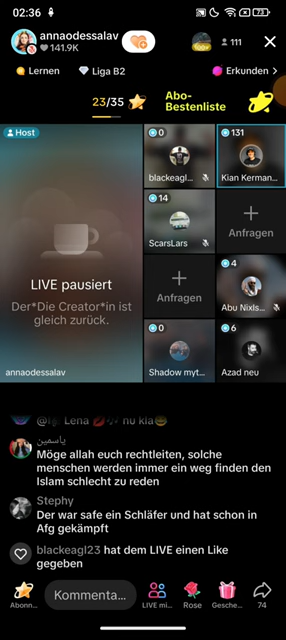 02:36
73
annaodessalav
141.9K
111
Lernen
Liga B2
Erkunden >
23/35
Abo-
Bestenliste
Host
LIVE pausiert
Der*Die Creator*in ist
gleich zurück.
annaodessalav
0
blackeagl...
131
Kian Kerman...
14
ScarsLars
+
Anfragen
+
Anfragen
4
Abu NixIs...
0
Shadow myt...
6
Azad neu
Lena nu kla
ياسمين
Möge allah euch rechtleiten, solche
menschen werden immer ein weg finden den
Islam schlecht zu reden
Stephy
Der war safe ein Schläfer und hat schon in
Afg gekämpft
blackeagl23 hat dem LIVE einen Like
gegeben
Abonn...
Kommenta...
LIVE mi...
Rose
Gesche...
74